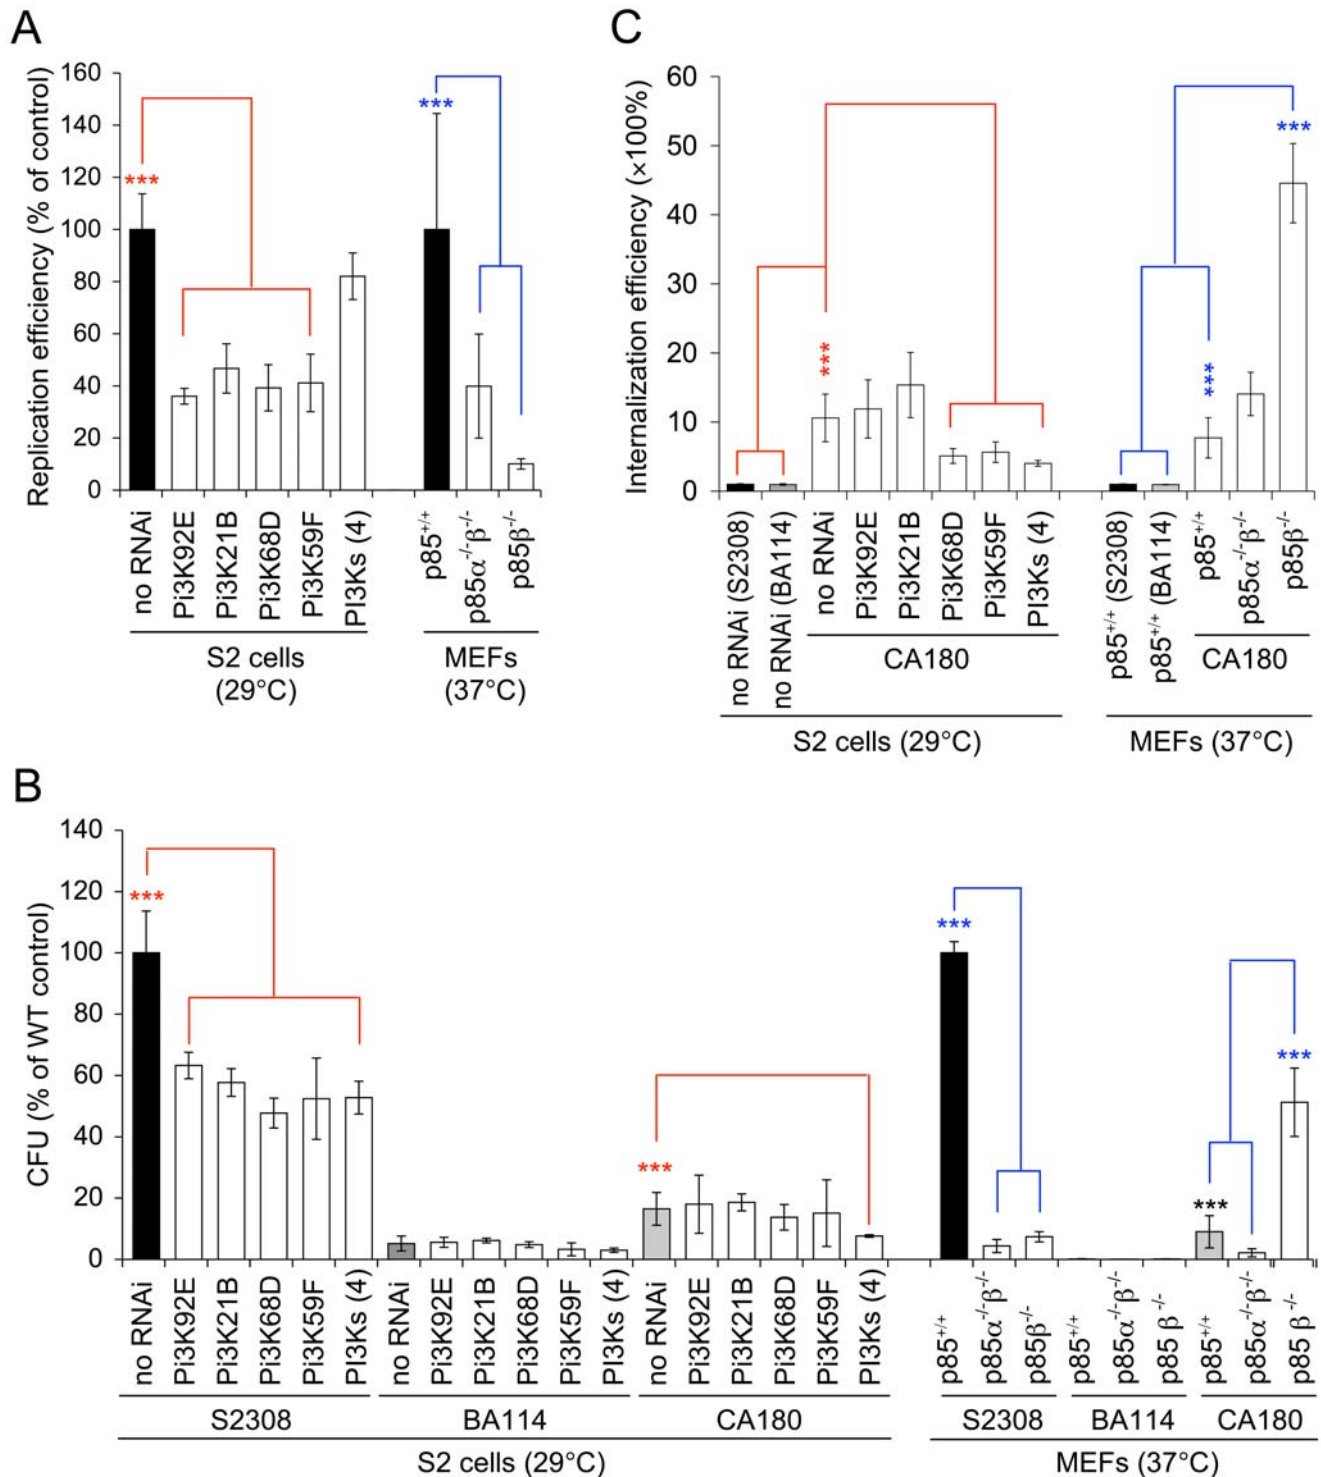 A
Replication efficiency (% of control)
160
140
120
100
80
60
40
20
0
***
***
no RNAi
Pi3K92E
Pi3K21B
Pi3K68D
Pi3K59F
PI3Ks (4)
p85+/+
p85α-/-β-/-
p85β-/-
S2 cells
(29°C)
MEFs
(37°C)
C
Internalization efficiency (×100%)
60
50
40
30
20
10
0
***
***
***
no RNAi (S2308)
no RNAi (BA114)
no RNAi
Pi3K92E
Pi3K21B
Pi3K68D
Pi3K59F
PI3Ks (4)
p85+/+ (S2308)
p85+/+ (BA114)
p85+/+
p85α-/-β-/-
p85β-/-
CA180
CA180
S2 cells (29°C)
MEFs (37°C)
B
CFU (% of WT control)
140
120
100
80
60
40
20
0
***
***
***
***
***
no RNAi
Pi3K92E
Pi3K21B
Pi3K68D
Pi3K59F
PI3Ks (4)
no RNAi
Pi3K92E
Pi3K21B
Pi3K68D
Pi3K59F
PI3Ks (4)
no RNAi
Pi3K92E
Pi3K21B
Pi3K68D
Pi3K59F
PI3Ks (4)
p85+/+
p85α-/-β-/-
p85β-/-
p85+/+
p85α-/-β-/-
p85 β-/-
p85+/+
p85α-/-β-/-
p85 β-/-
S2308
BA114
CA180
S2308
BA114
CA180
S2 cells (29°C)
MEFs (37°C)